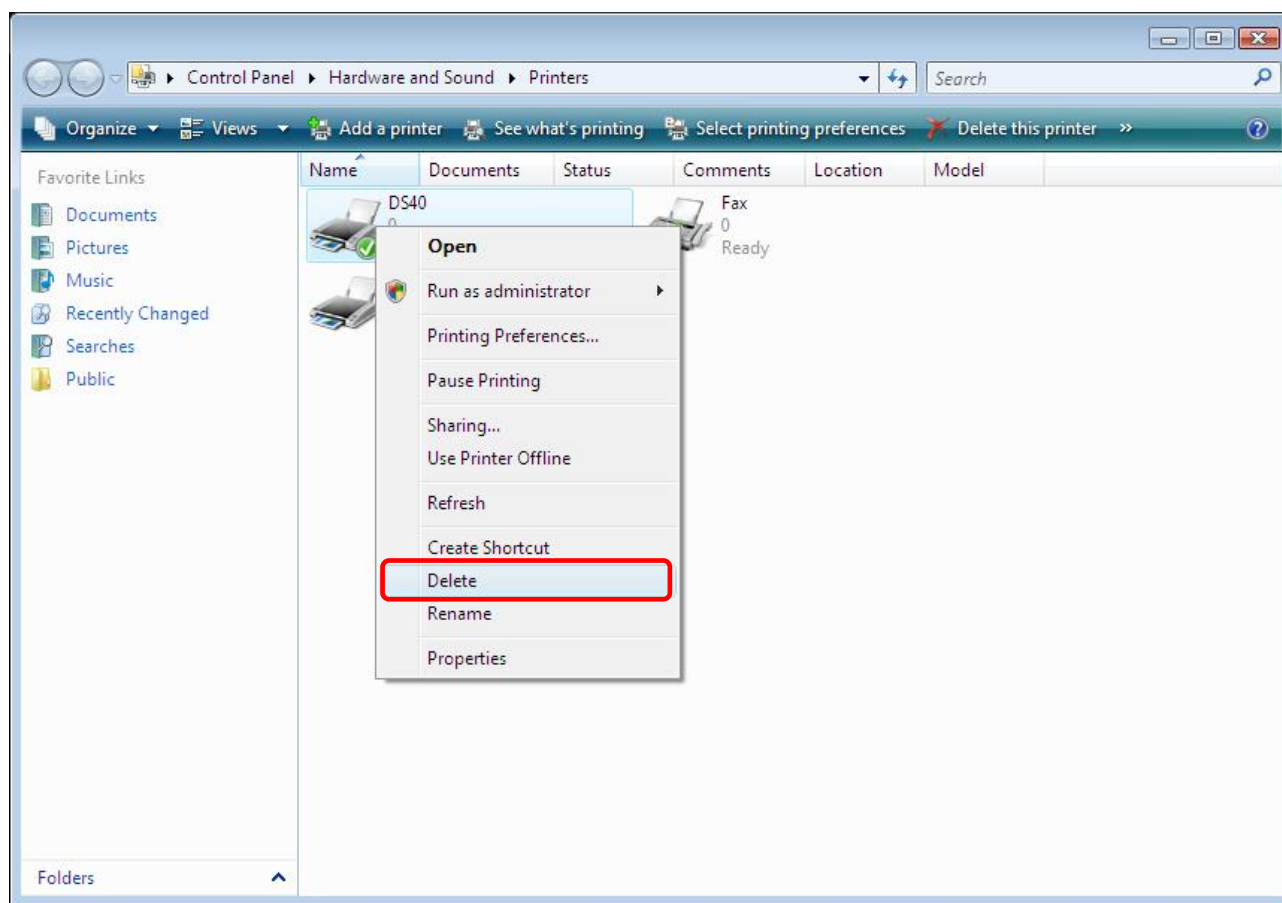 Control Panel ▸ Hardware and Sound ▸ Printers
Search
Organize Views Add a printer See what's printing Select printing preferences Delete this printer »
Favorite Links
Documents
Pictures
Music
Recently Changed
Searches
Public
Folders
Name Documents Status Comments Location Model
DS40
0
Fax
0
Ready
Open
Run as administrator
Printing Preferences...
Pause Printing
Sharing...
Use Printer Offline
Refresh
Create Shortcut
Delete
Rename
Properties